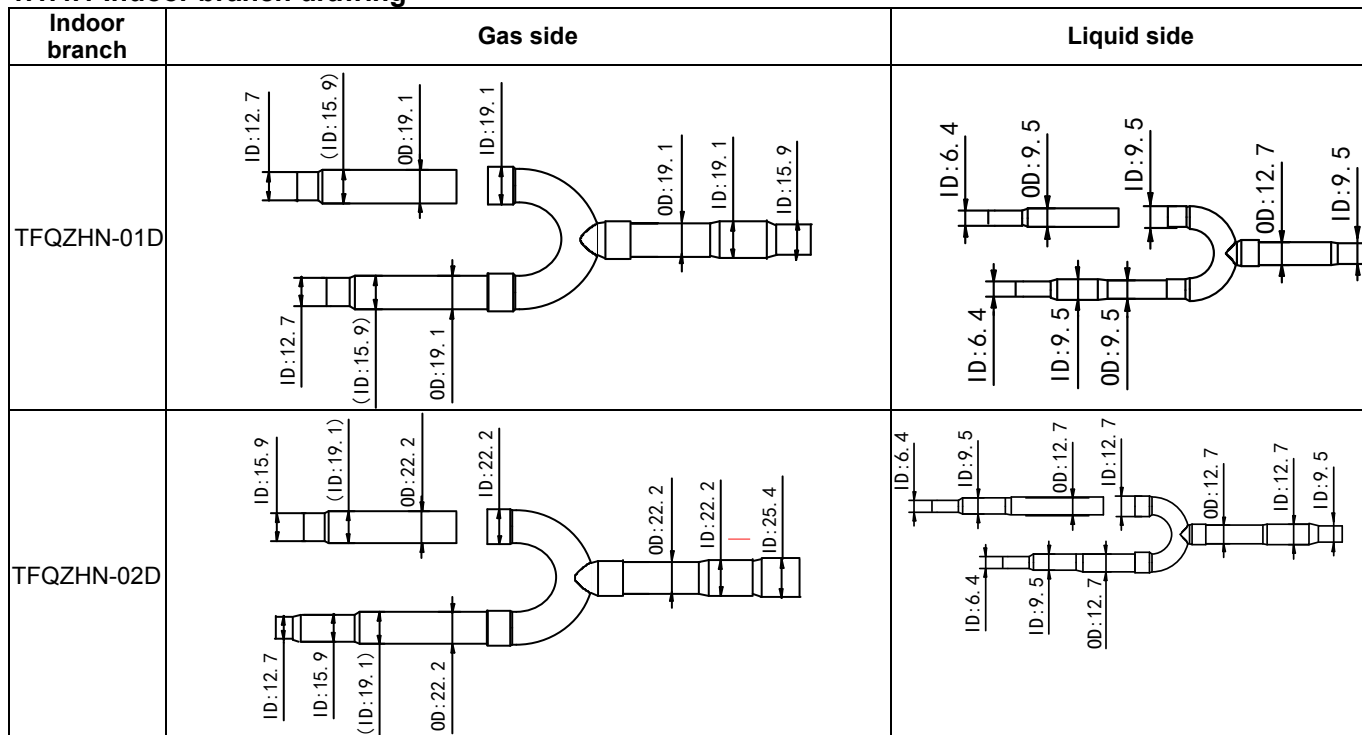 Indoor
branch
Gas side
Liquid side
TFQZHN-01D
ID:12.7
(ID:15.9)
OD:19.1
ID:19.1
OD:19.1
ID:19.1
ID:15.9
ID:12.7
(ID:15.9)
OD:19.1
ID:6.4
OD:9.5
ID:9.5
OD:12.7
ID:9.5
ID:6.4
ID:9.5
OD:9.5
TFQZHN-02D
ID:15.9
(ID:19.1)
OD:22.2
ID:22.2
OD:22.2
ID:22.2
ID:25.4
ID:12.7
ID:15.9
(ID:19.1)
OD:22.2
ID:6.4
ID:9.5
OD:12.7
ID:12.7
OD:12.7
ID:12.7
ID:9.5
ID:6.4
ID:9.5
OD:12.7